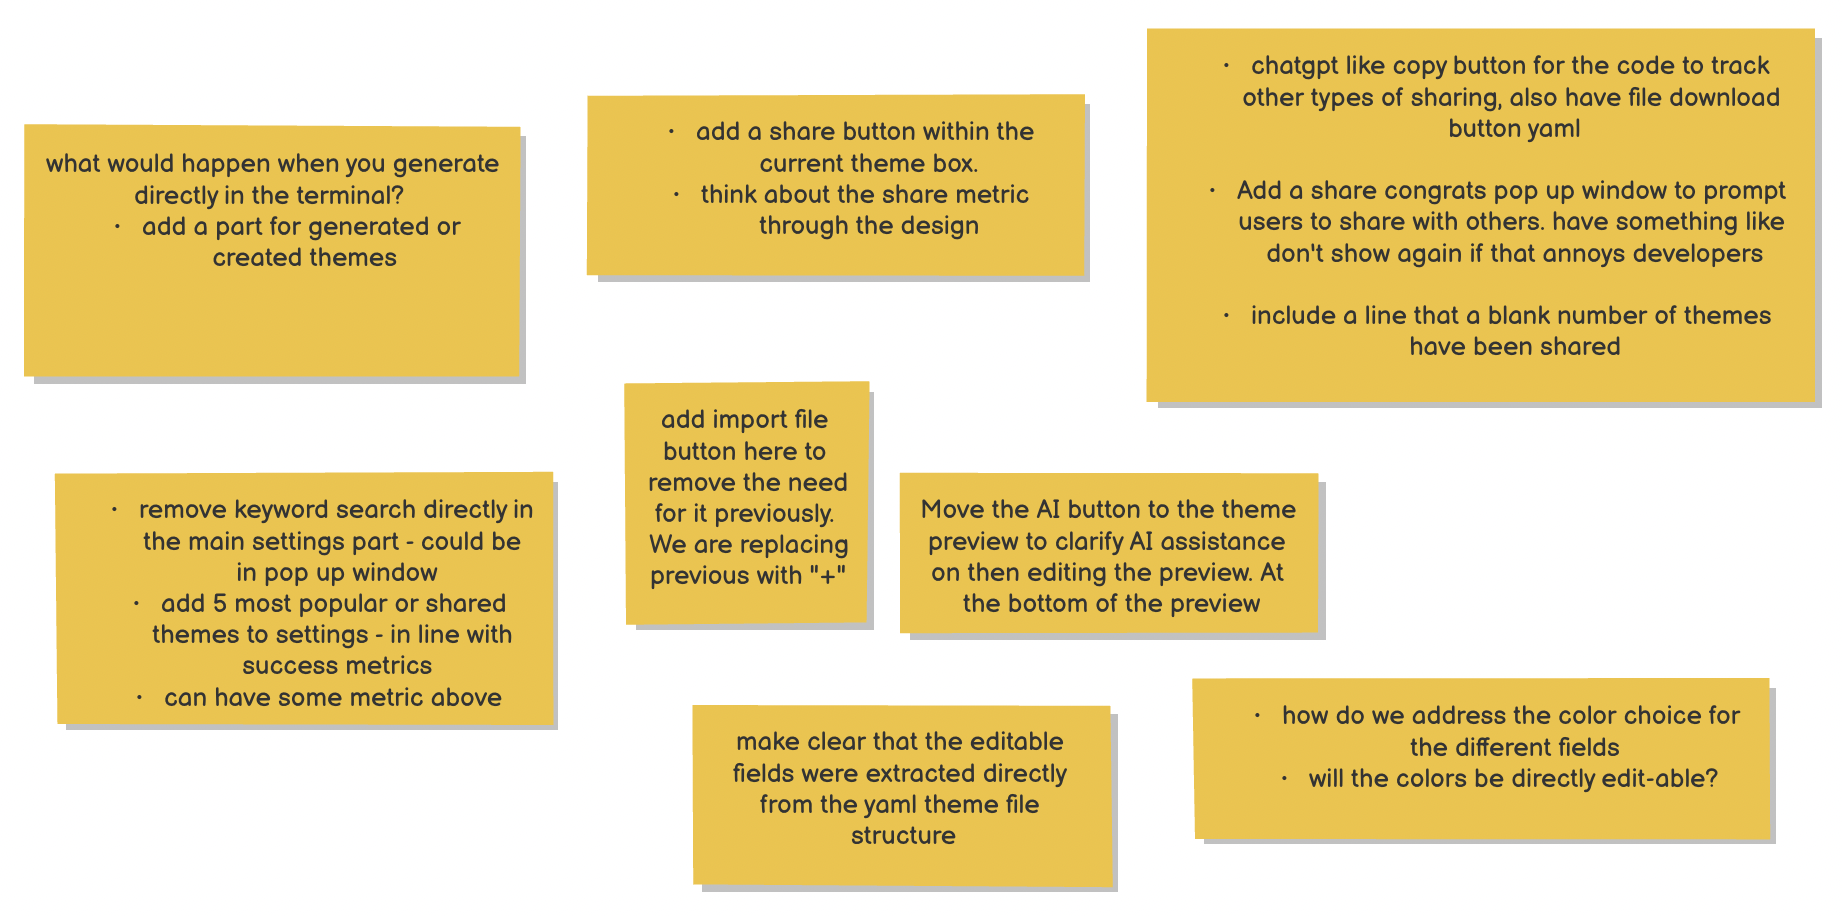 what would happen when you generate
directly in the terminal?
• add a part for generated or
created themes
• add a share button within the
current theme box.
• think about the share metric
through the design
• chatgpt like copy button for the code to track
other types of sharing, also have file download
button yaml
• Add a share congrats pop up window to prompt
users to share with others. have something like
don't show again if that annoys developers
• include a line that a blank number of themes
have been shared
• remove keyword search directly in
the main settings part - could be
in pop up window
• add 5 most popular or shared
themes to settings - in line with
success metrics
• can have some metric above
add import file
button here to
remove the need
for it previously.
We are replacing
previous with "+"
Move the AI button to the theme
preview to clarify AI assistance
on then editing the preview. At
the bottom of the preview
make clear that the editable
fields were extracted directly
from the yaml theme file
structure
• how do we address the color choice for
the different fields
• will the colors be directly edit-able?